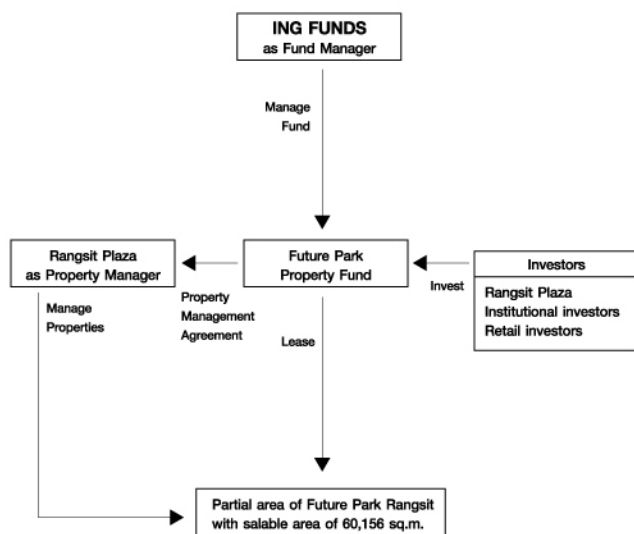 ING FUNDS
as Fund Manager
Manage
Fund
Rangsit Plaza
as Property Manager
Future Park
Property Fund
Investors
Rangsit Plaza
Institutional investors
Retail investors
Invest
Property
Management
Agreement
Manage
Properties
Lease
Partial area of Future Park Rangsit
with salable area of 60,156 sq.m.